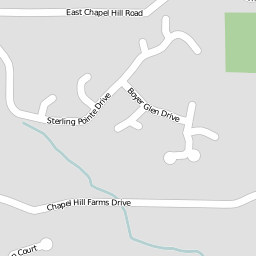 East Chapel Hill Road
Sterling Pointe Drive
Boyer Glen Drive
Chapel Hill Farms Drive
Court